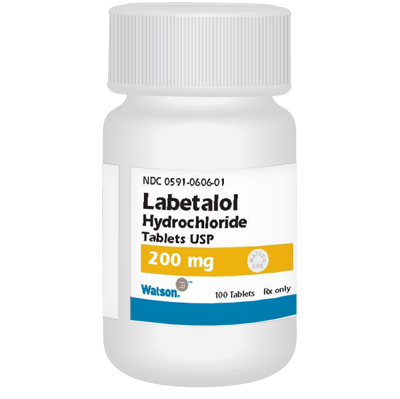 NDC 0591-0606-01
Labetalol
Hydrochloride
Tablets USP
200 mg
Watson
100 Tablets Rx only